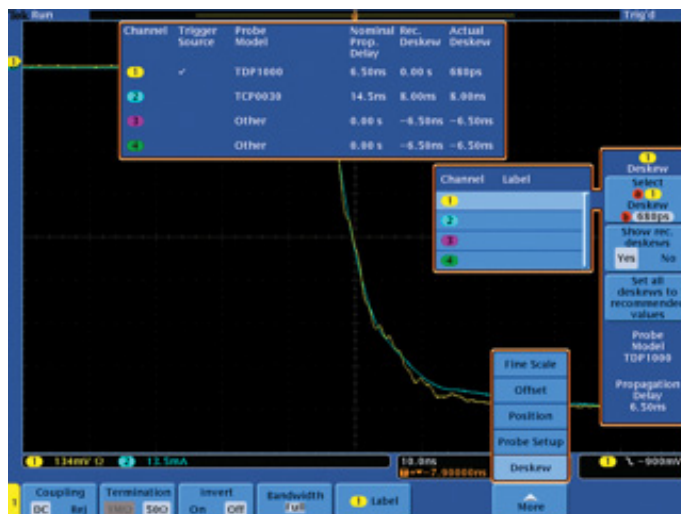 Run
Trig'd
Channel Trigger Source Probe Model Nominal Prop. Delay Rec. Deskew Actual Deskew
1 ✓ TDP1000 6.50ns 0.00 s 680ps
2 TCP0030 14.5ns 8.00ns 8.00ns
3 Other 0.00 s -6.50ns -6.50ns
4 Other 0.00 s -6.50ns -6.50ns
1
Channel Label
1
2
3
4
1
Deskew
Select
a 1
Deskew
b 680ps
Show rec.
deskews
Yes No
Set all
deskews to
recommended
values
Probe
Model
TDP1000
Propagation
Delay
6.50ns
Fine Scale
Offset
Position
Probe Setup
Deskew
1 134mV Ω 2 12.5mA
10.0ns
1 -900mV
1
Coupling
DC Rej
Termination
1MΩ 50Ω
Invert
On Off
Bandwidth
Full
1 Label
More